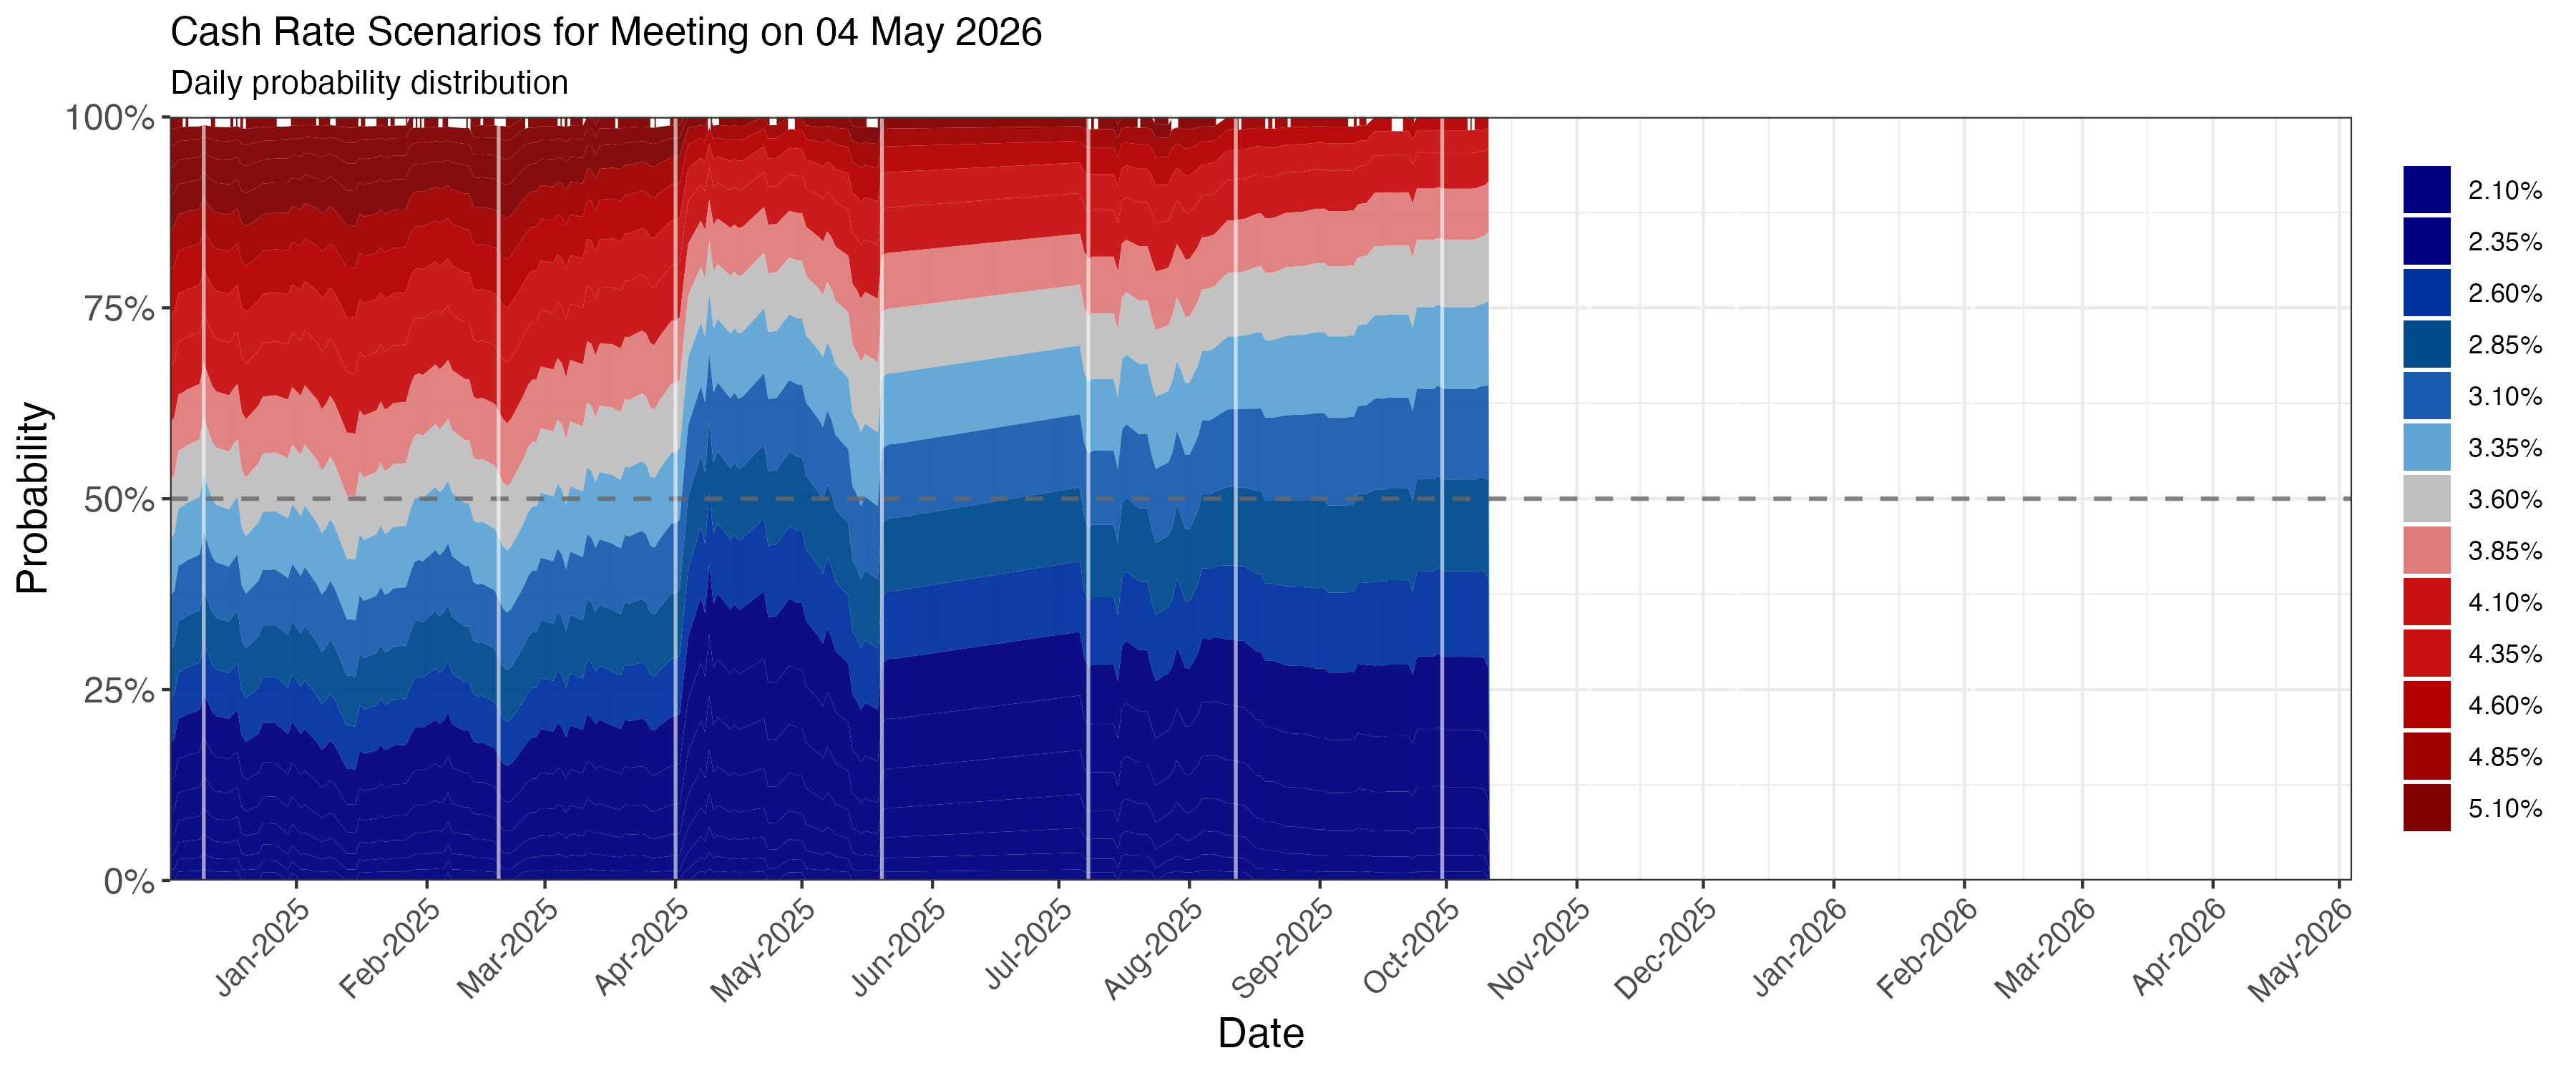 Cash Rate Scenarios for Meeting on 04 May 2026
Daily probability distribution
100%
75%
50%
25%
0%
Probability
Jan-2025
Feb-2025
Mar-2025
Apr-2025
May-2025
Jun-2025
Jul-2025
Aug-2025
Sep-2025
Oct-2025
Nov-2025
Dec-2025
Jan-2026
Feb-2026
Mar-2026
Apr-2026
May-2026
Date
2.10%
2.35%
2.60%
2.85%
3.10%
3.35%
3.60%
3.85%
4.10%
4.35%
4.60%
4.85%
5.10%